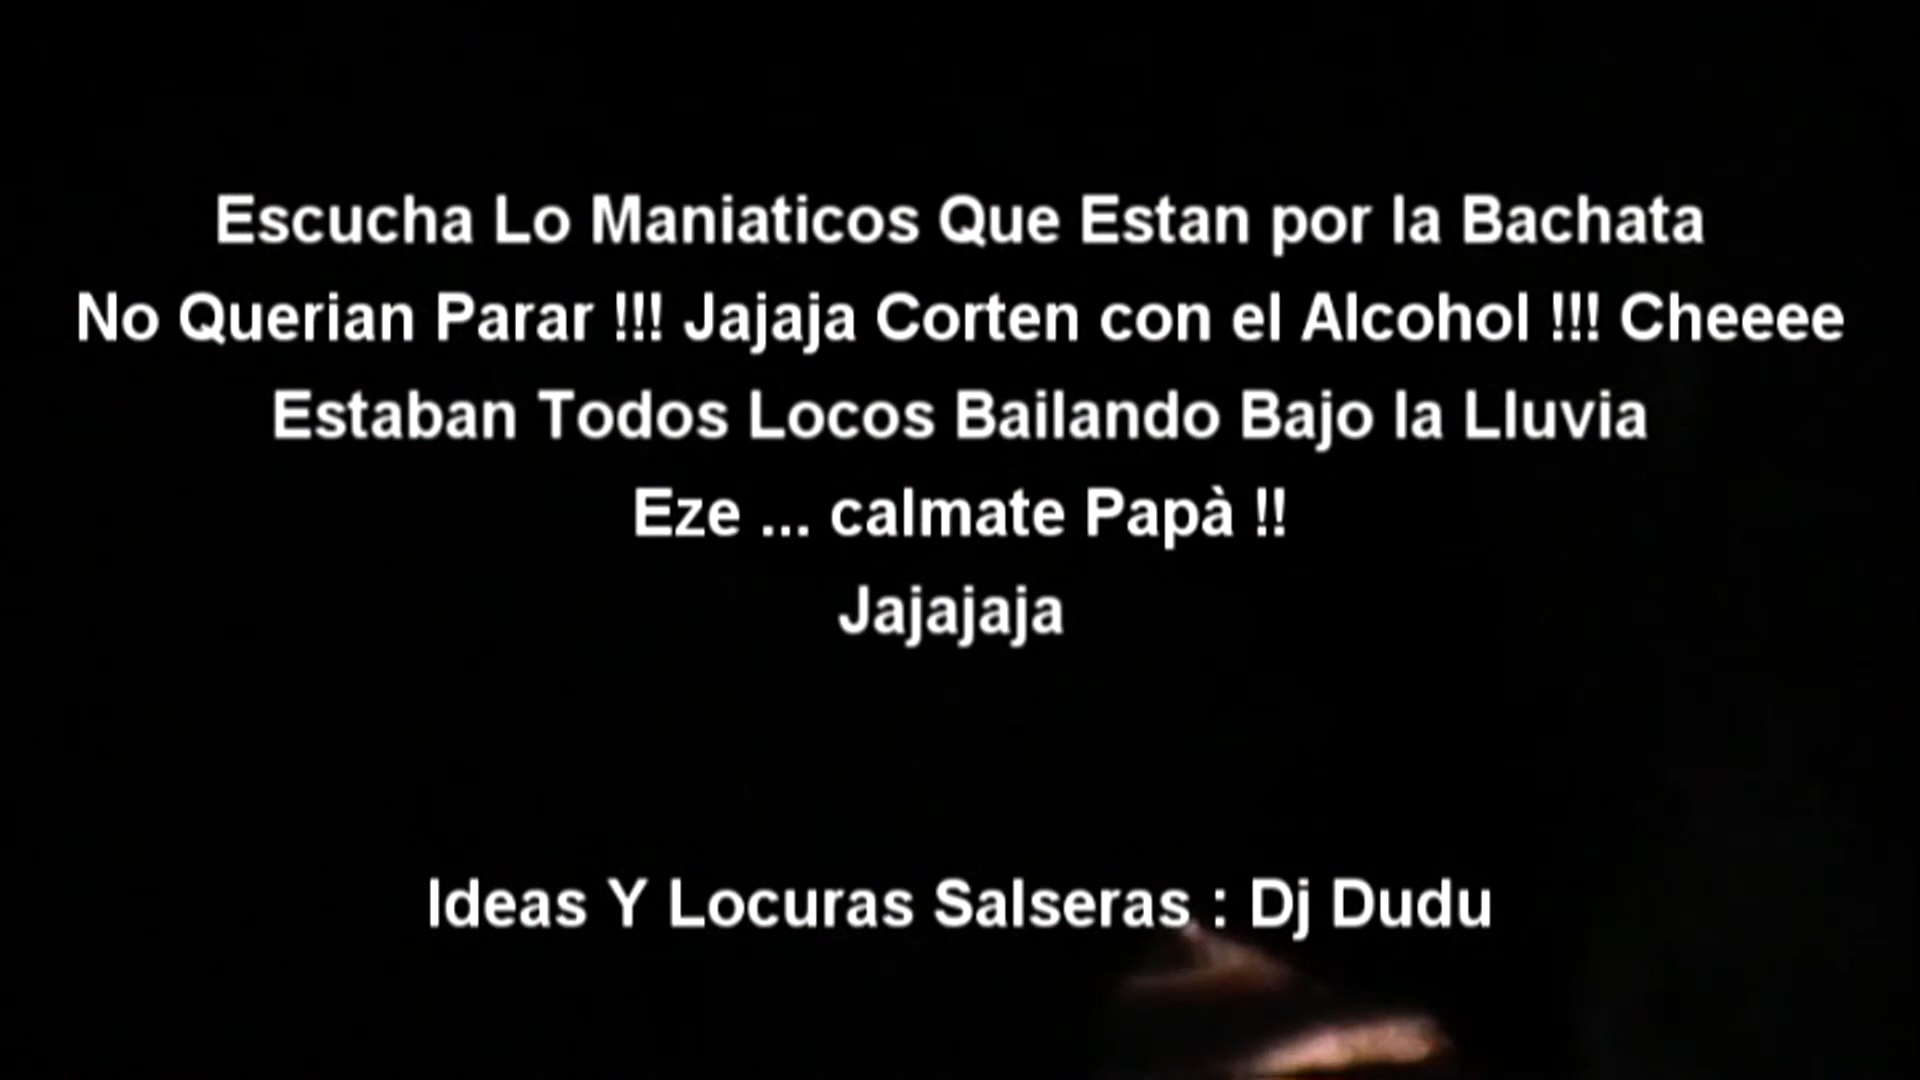 Escucha Lo Maniaticos Que Estan por la Bachata
No Querian Parar !!! Jajaja Corten con el Alcohol !!! Cheeee
Estaban Todos Locos Bailando Bajo la Lluvia
Eze ... calmate Papà !!
Jajajaja
Ideas Y Locuras Salseras : Dj Dudu